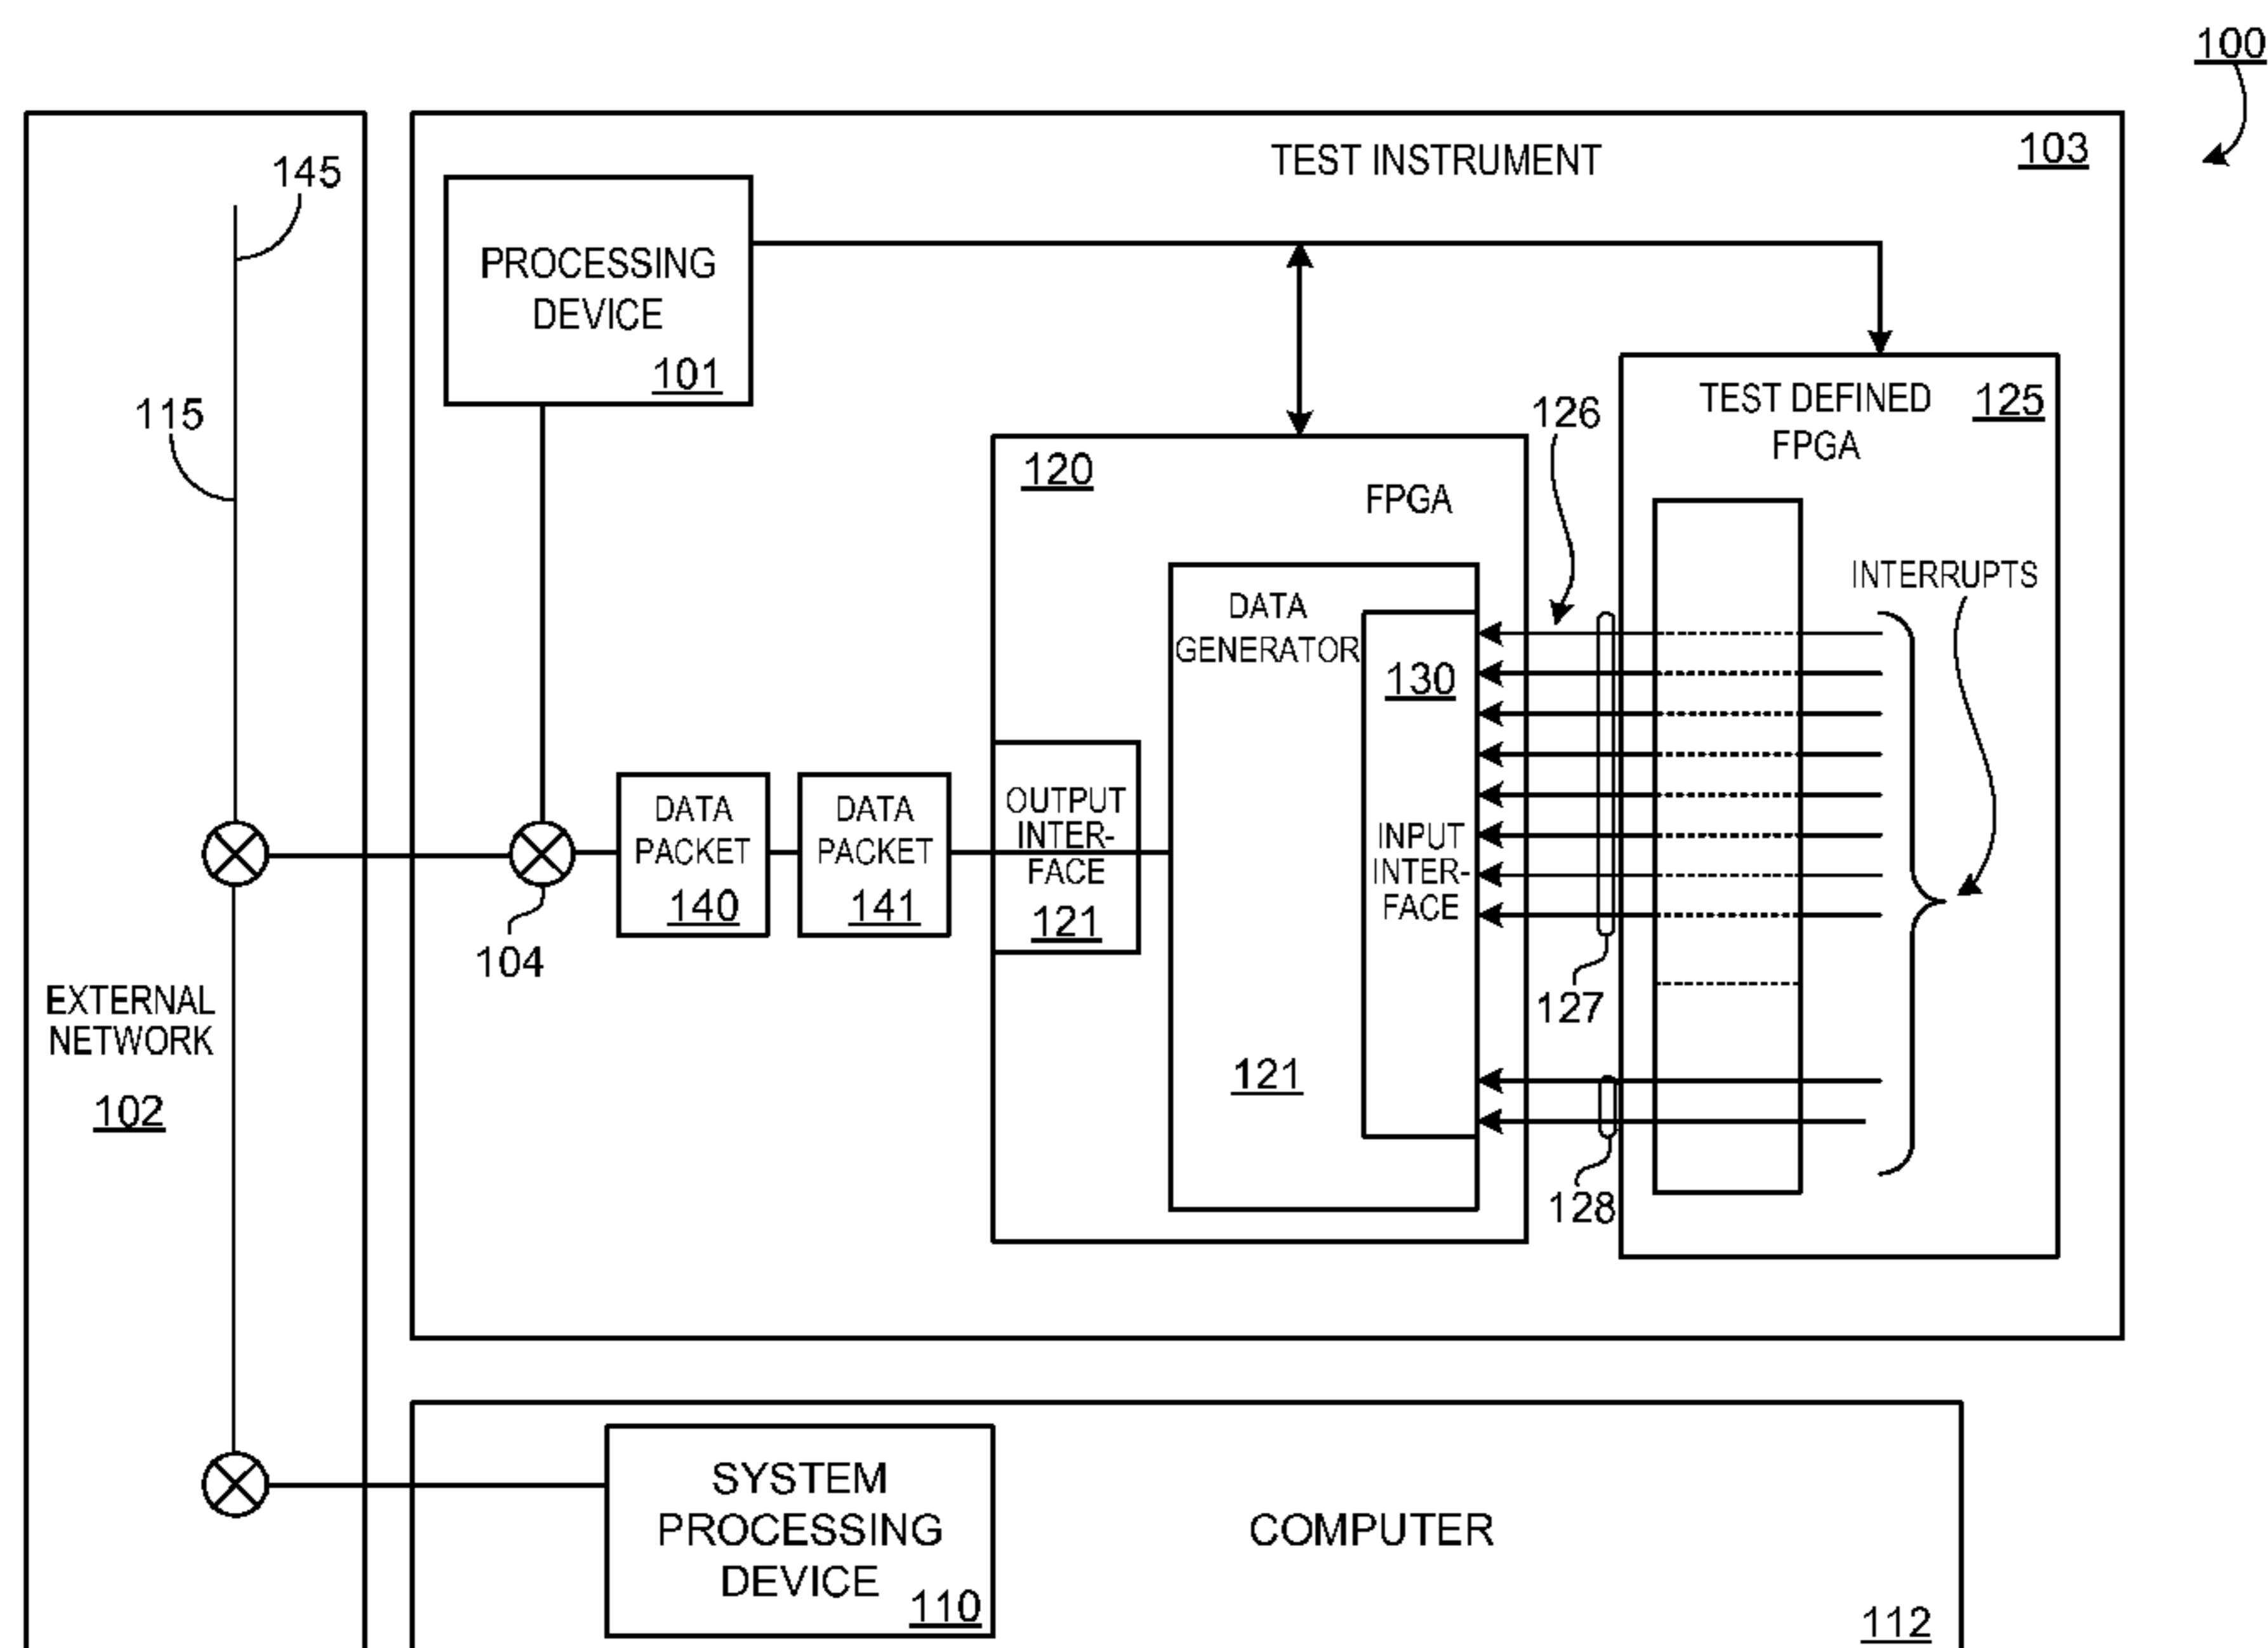 100
TEST INSTRUMENT
103
145
PROCESSING
DEVICE
101
115
126
TEST DEFINED
FPGA
125
120
FPGA
INTERRUPTS
DATA
GENERATOR
130
DATA
PACKET
140
DATA
PACKET
141
OUTPUT
INTER-
FACE
121
INPUT
INTER-
FACE
104
127
EXTERNAL
NETWORK
102
121
128
SYSTEM
PROCESSING
DEVICE
110
COMPUTER
112